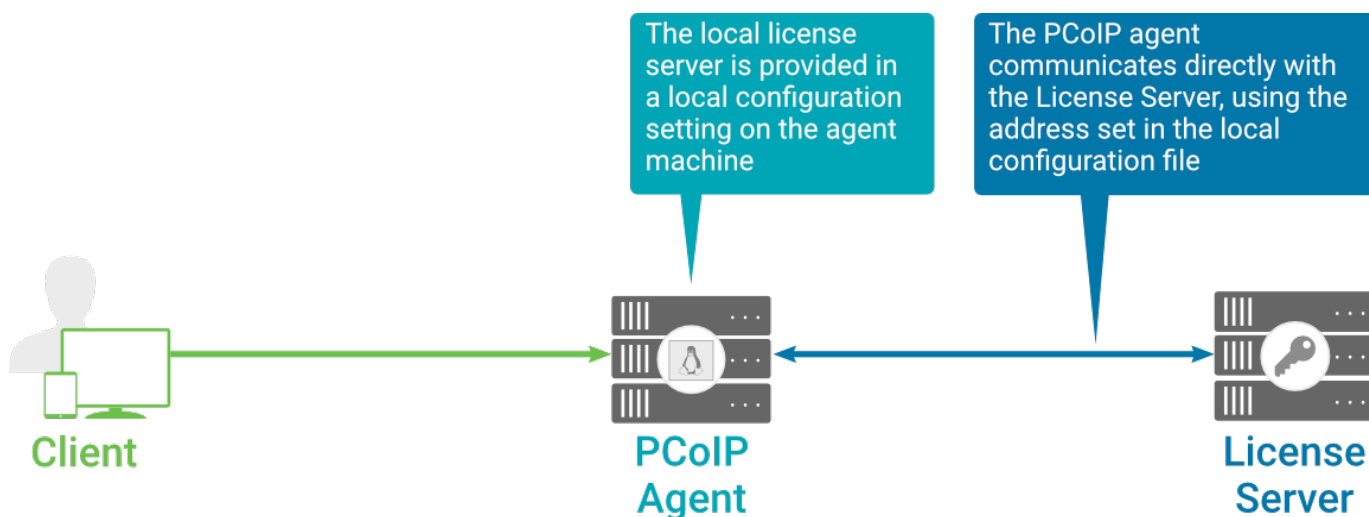 The local license
server is provided in
a local configuration
setting on the agent
machine
The PCoIP agent
communicates directly with
the License Server, using the
address set in the local
configuration file
Client
PCoIP
Agent
License
Server